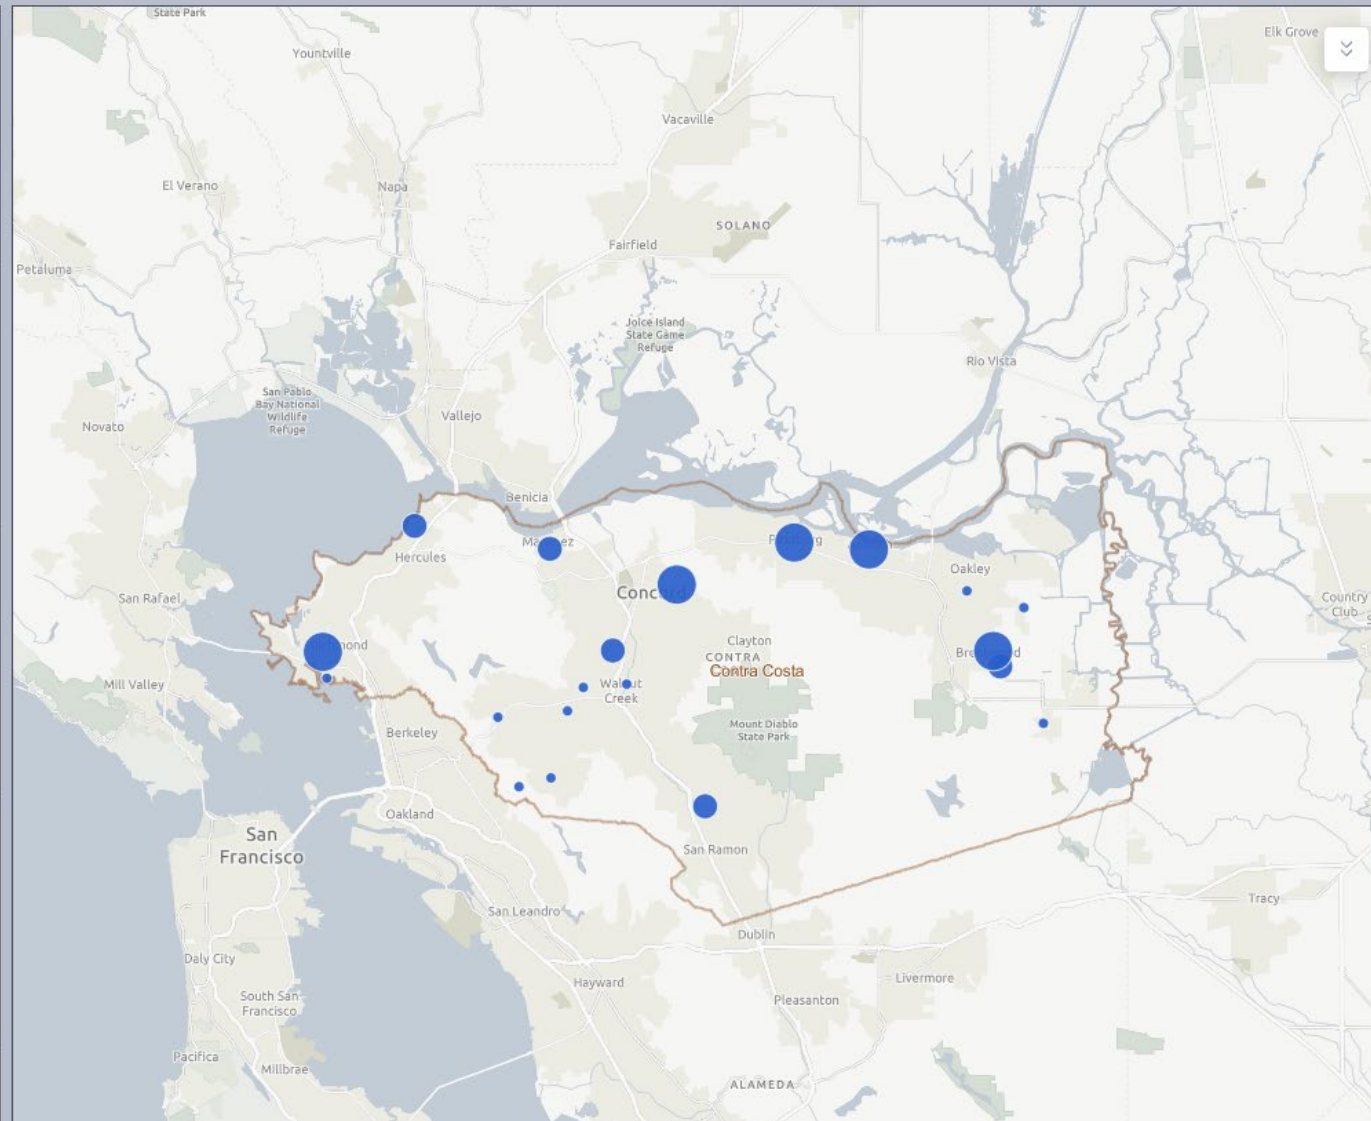 State Park
Elk Grove
Yountville
Vacaville
El Verano
Napa
SOLANO
Fairfield
Petaluma
Joice Island
State Game
Refuge
Rio Vista
San Pablo
Bay National
Wildlife
Refuge
Vallejo
Novato
Benicia
Hercules
Oakley
San Rafael
Country
Club
Clayton
CONTRA
Contra Costa
Mill Valley
Walnut
Creek
Mount Diablo
State Park
Berkeley
Oakland
San
Francisco
San Ramon
Tracy
San Leandro
Dublin
Daly City
Livermore
Hayward
South San
Francisco
Pleasanton
Pacifica
Millbrae
ALAMEDA